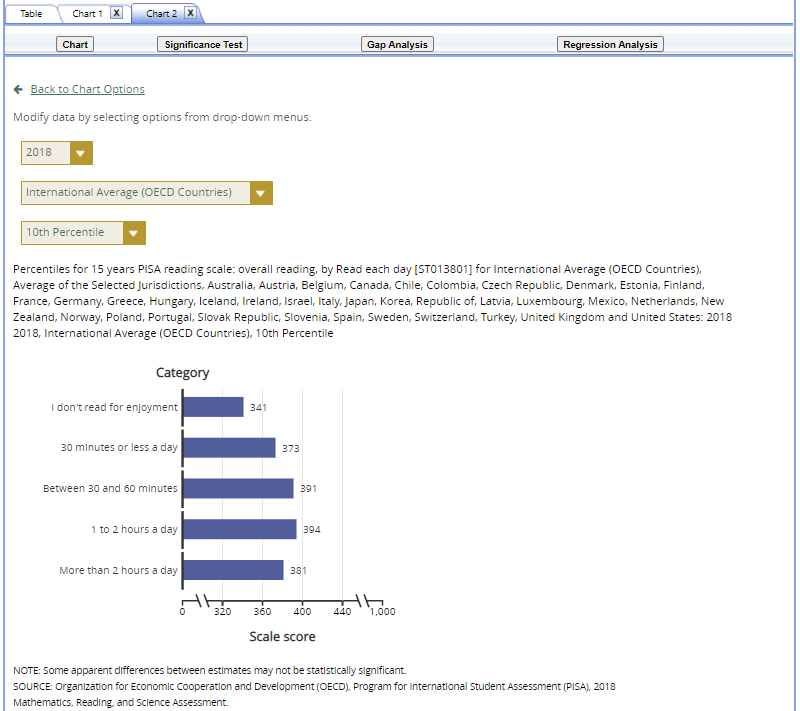 Table Chart 1 X Chart 2 X
Chart Significance Test Gap Analysis Regression Analysis
Back to Chart Options
Modify data by selecting options from drop-down menus.
2018
International Average (OECD Countries)
10th Percentile
Percentiles for 15 years PISA reading scale: overall reading, by Read each day [ST013801] for International Average (OECD Countries),
Average of the Selected Jurisdictions, Australia, Austria, Belgium, Canada, Chile, Colombia, Czech Republic, Denmark, Estonia, Finland,
France, Germany, Greece, Hungary, Iceland, Ireland, Israel, Italy, Japan, Korea, Republic of, Latvia, Luxembourg, Mexico, Netherlands, New
Zealand, Norway, Poland, Portugal, Slovak Republic, Slovenia, Spain, Sweden, Switzerland, Turkey, United Kingdom and United States: 2018
2018, International Average (OECD Countries), 10th Percentile
Category
I don't read for enjoyment 341
30 minutes or less a day 373
Between 30 and 60 minutes 391
1 to 2 hours a day 394
More than 2 hours a day 381
0 320 360 400 440 1,000
Scale score
NOTE: Some apparent differences between estimates may not be statistically significant.
SOURCE: Organization for Economic Cooperation and Development (OECD), Program for International Student Assessment (PISA), 2018
Mathematics, Reading, and Science Assessment.